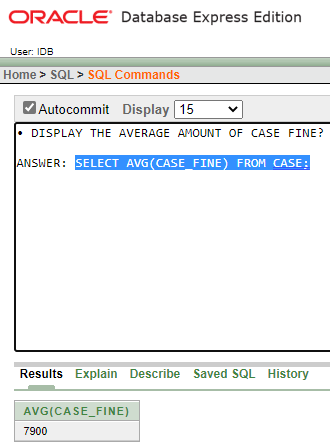 ORACLE® Database Express Edition
User: IDB
Home > SQL > SQL Commands
Autocommit Display 15
• DISPLAY THE AVERAGE AMOUNT OF CASE FINE?
ANSWER: SELECT AVG(CASE_FINE) FROM CASE;
Results Explain Describe Saved SQL History
AVG(CASE_FINE)
7900